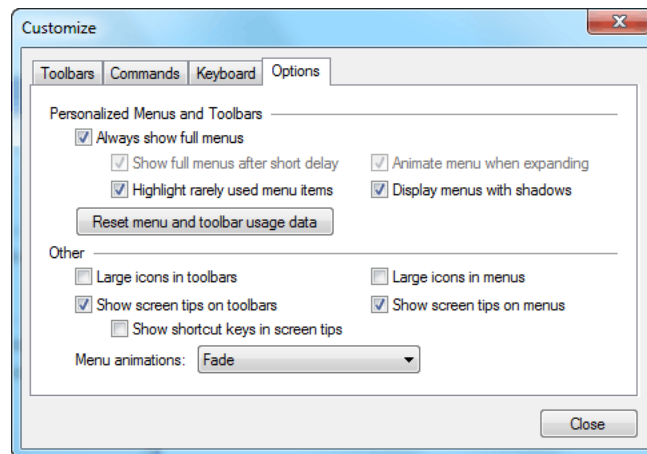 Customize
Toolbars Commands Keyboard Options
Personalized Menus and Toolbars
Always show full menus
Show full menus after short delay Animate menu when expanding
Highlight rarely used menu items Display menus with shadows
Reset menu and toolbar usage data
Other
Large icons in toolbars Large icons in menus
Show screen tips on toolbars Show screen tips on menus
Show shortcut keys in screen tips
Menu animations: Fade
Close